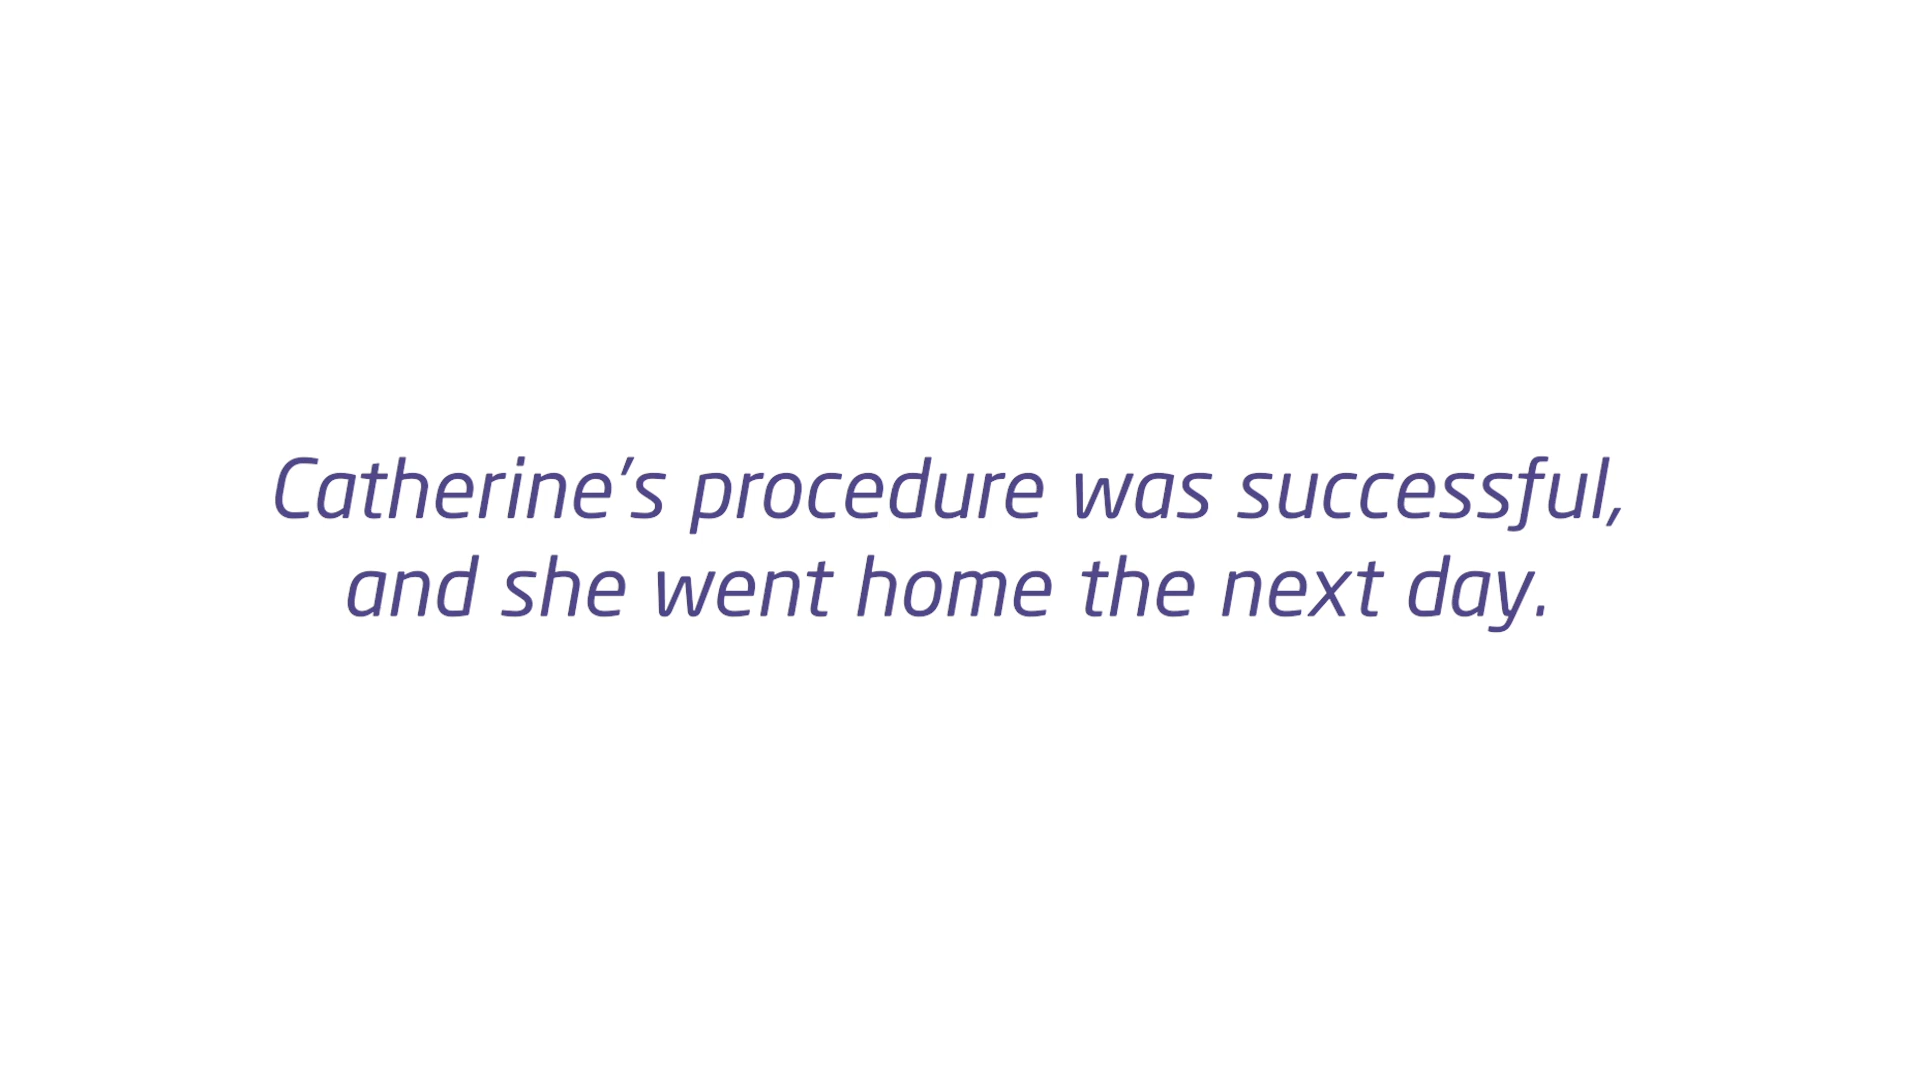 Catherine’s procedure was successful,
and she went home the next day.